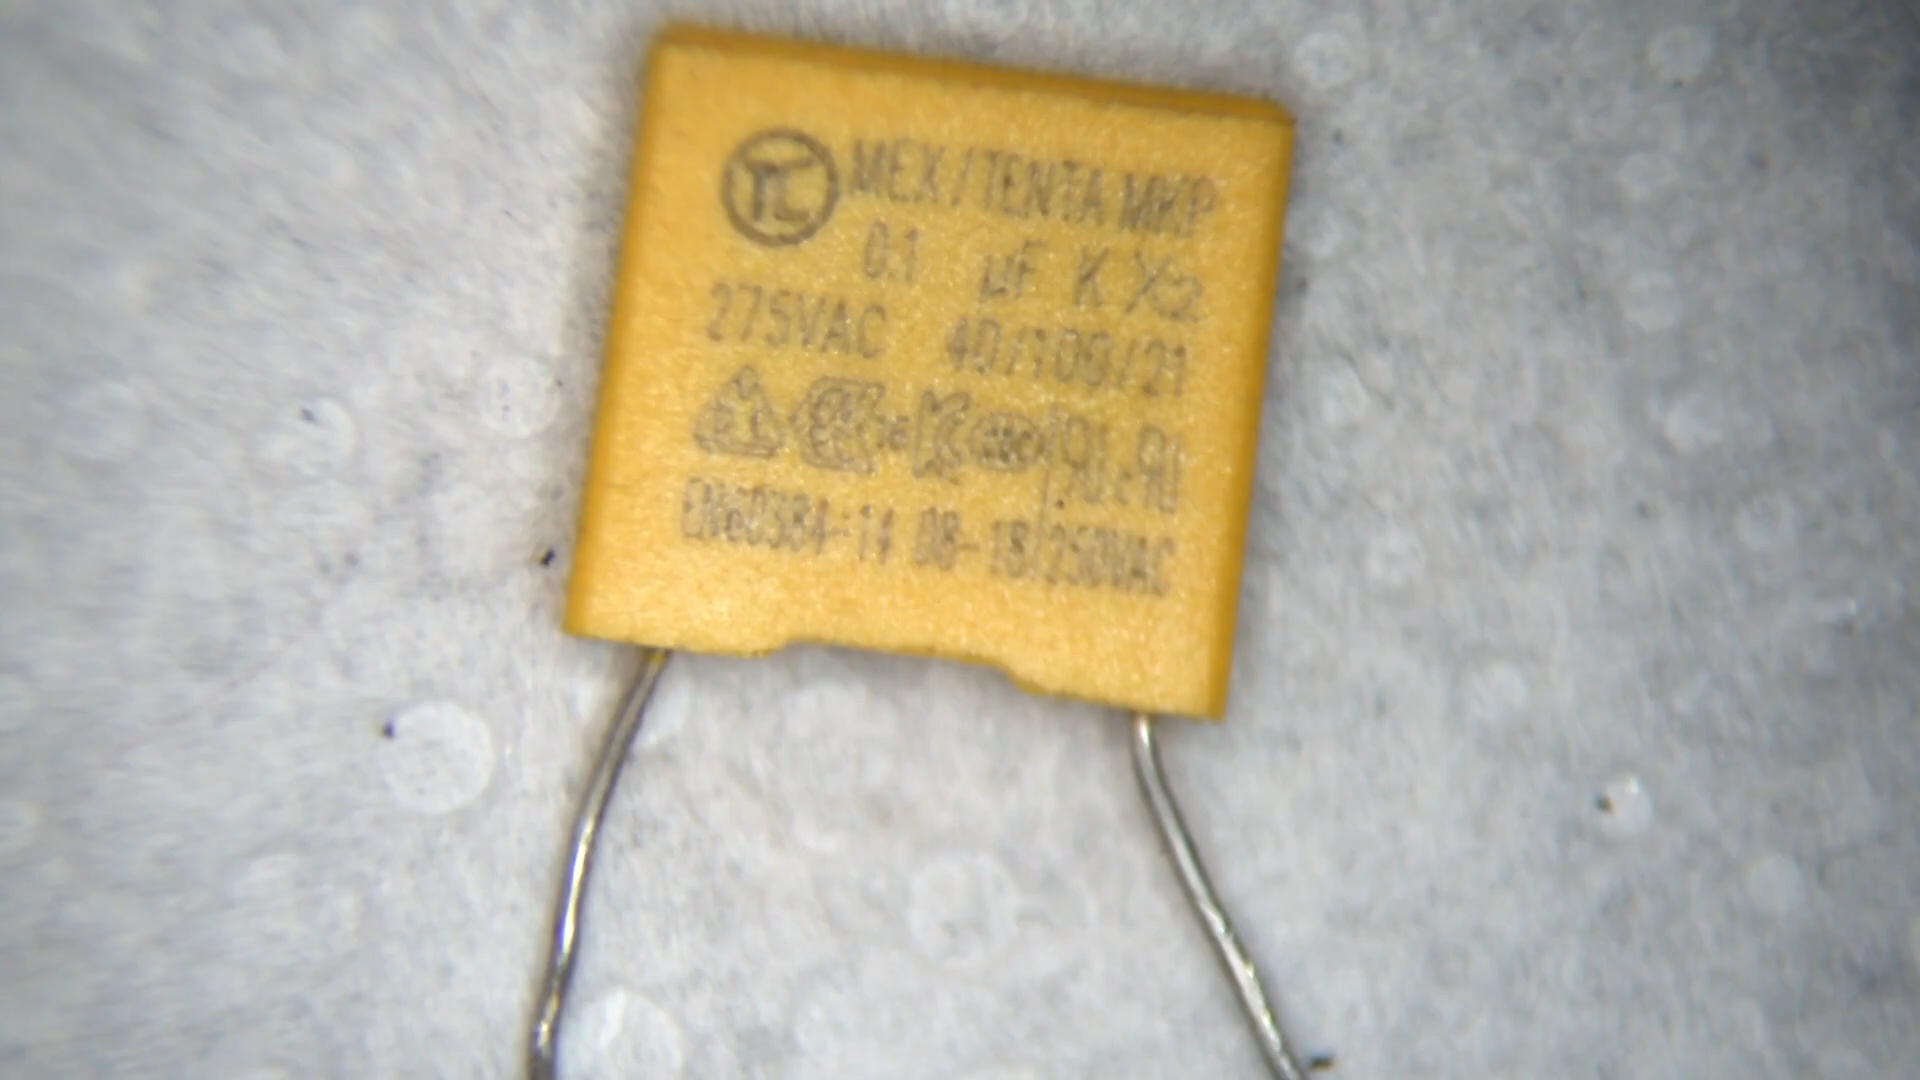 MEX/TENTA MKP
0.1 µF K X2
275VAC 40/100/21
EN60384-14 08-18 250VAC